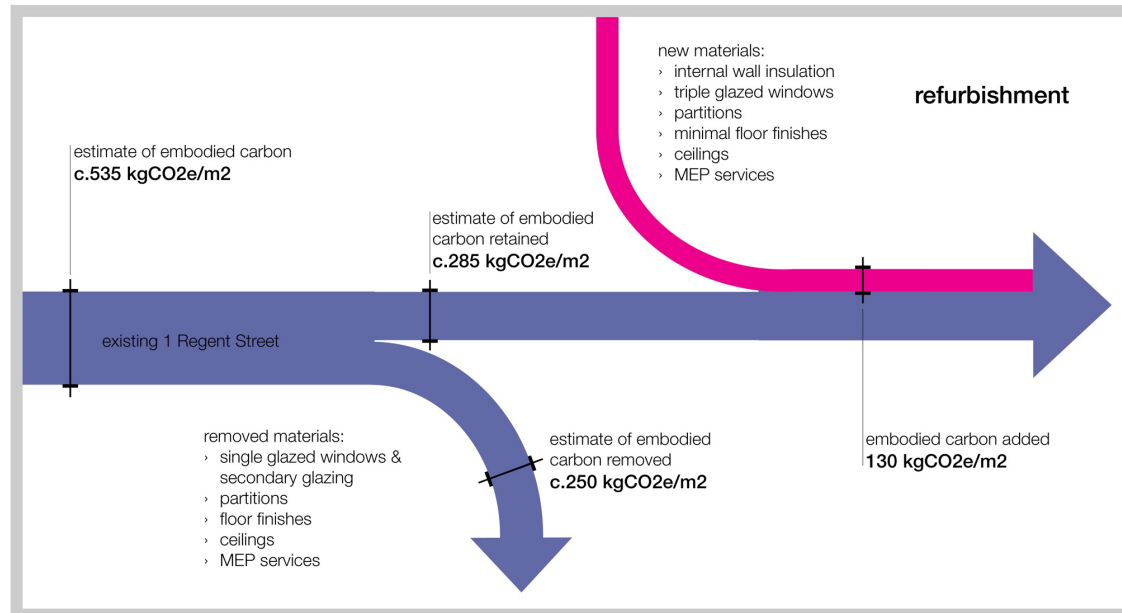 new materials:
› internal wall insulation
› triple glazed windows
› partitions
› minimal floor finishes
› ceilings
› MEP services
refurbishment
estimate of embodied carbon
c.535 kgCO2e/m2
estimate of embodied
carbon retained
c.285 kgCO2e/m2
existing 1 Regent Street
removed materials:
› single glazed windows &
secondary glazing
› partitions
› floor finishes
› ceilings
› MEP services
estimate of embodied
carbon removed
c.250 kgCO2e/m2
embodied carbon added
130 kgCO2e/m2